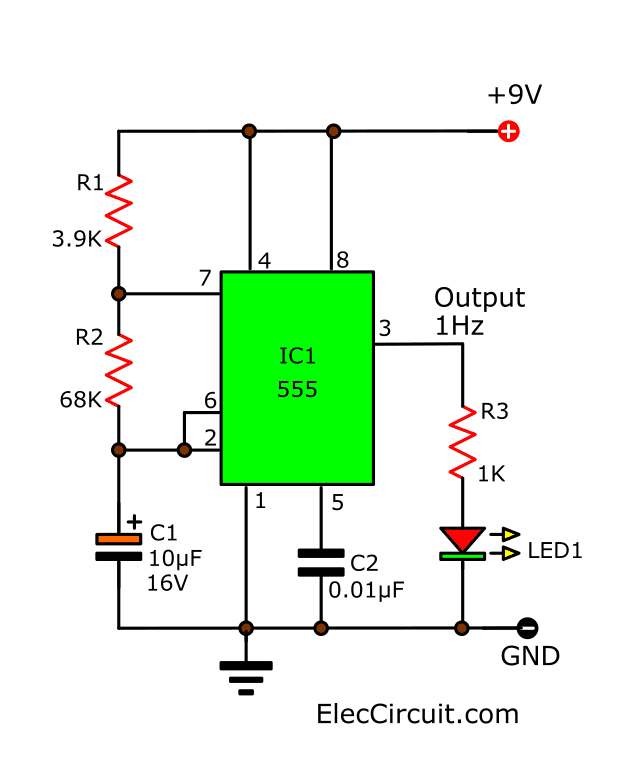 +9V
R1
3.9K
4
8
7
Output
1Hz
3
R2
68K
IC1
555
6
2
R3
1K
1
5
+
C1
10µF
16V
C2
0.01µF
LED1
GND
ElecCircuit.com